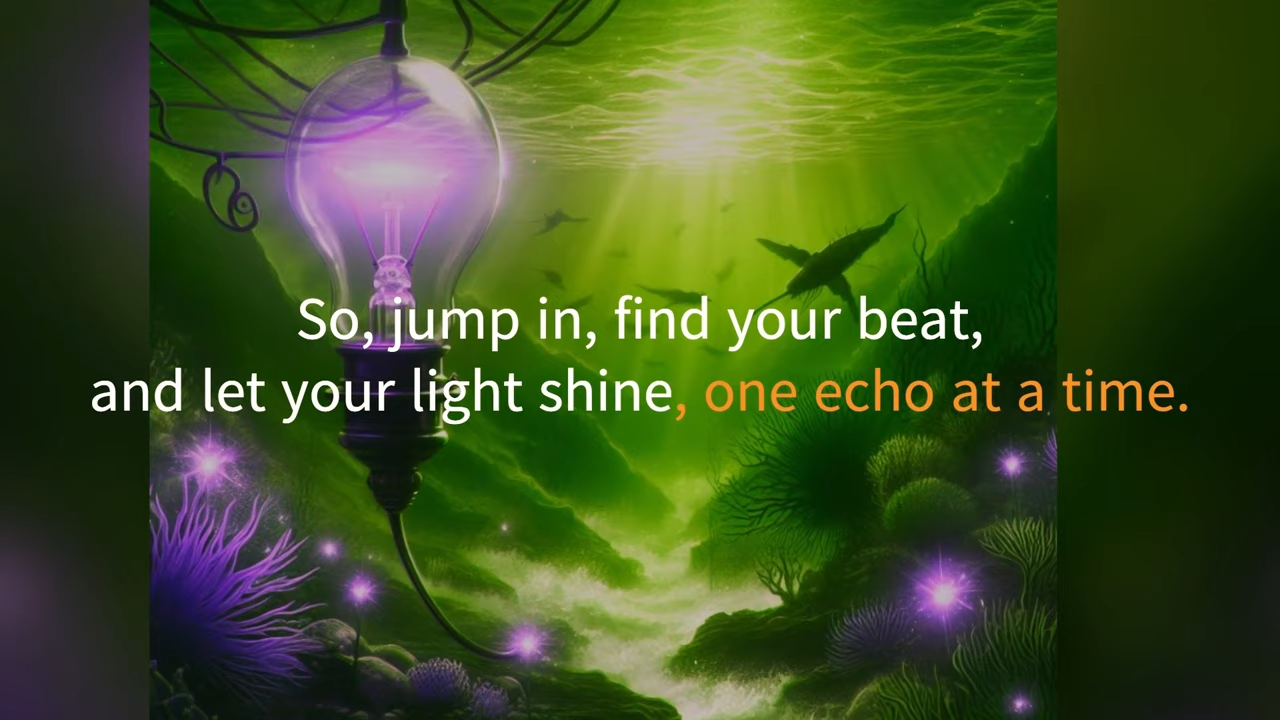 So, jump in, find your beat,
and let your light shine, one echo at a time.